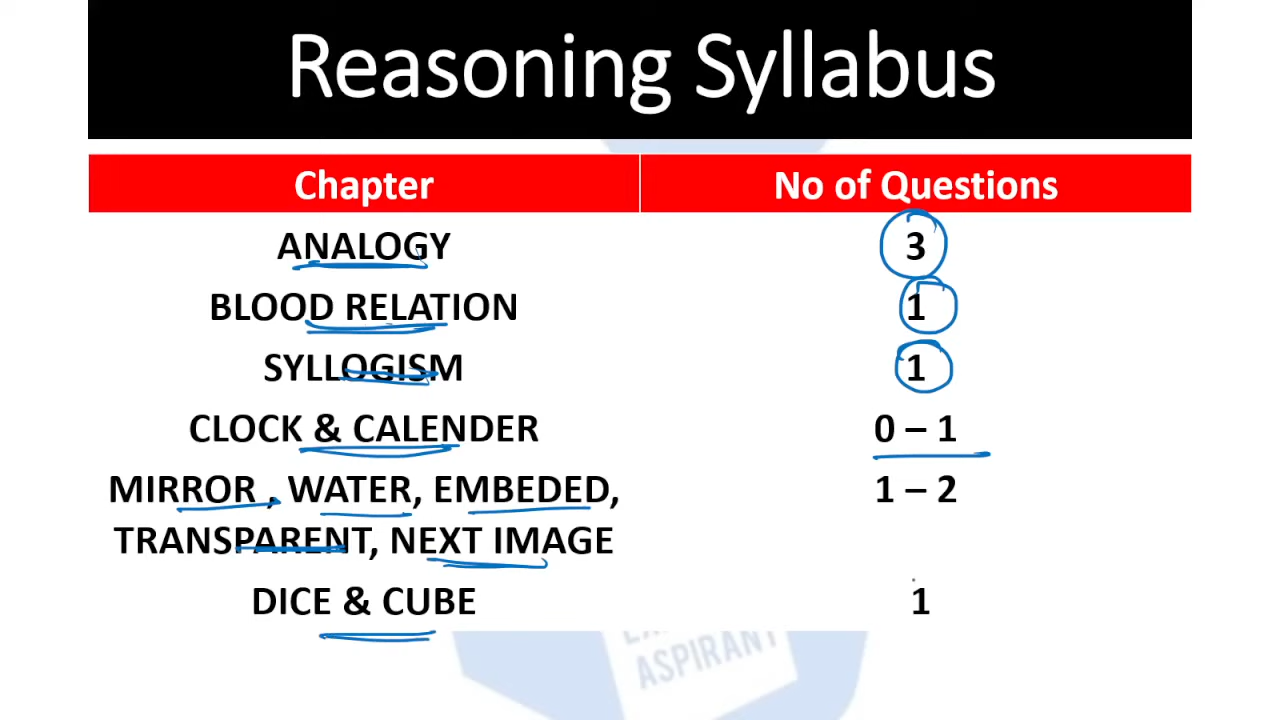 Reasoning Syllabus
Chapter No of Questions
ANALOGY 3
BLOOD RELATION 1
SYLLOGISM 1
CLOCK & CALENDER 0 – 1
MIRROR , WATER, EMBEDED, 1 – 2
TRANSPARENT, NEXT IMAGE
DICE & CUBE 1
ASPIRANT